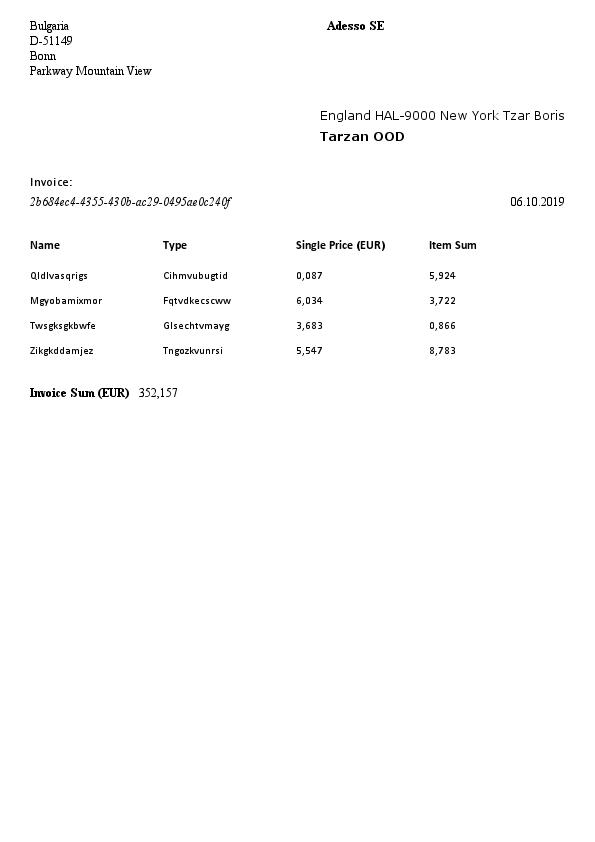 Bulgaria
D-51149
Bonn
Parkway Mountain View
Adesso SE
England HAL-9000 New York Tzar Boris
Tarzan OOD
Invoice:
2b684ec4-4355-430b-ac29-0495ae0c240f 06.10.2019
Name Type Single Price (EUR) Item Sum
Qldlvasqrigs Cihmvubugtid 0,087 5,924
Mgyobamixmor Fqtvdkecscww 6,034 3,722
Twsgksgkbwfe Glsechtvmayg 3,683 0,866
Zikgkddamjez Tngozkvunrsi 5,547 8,783
Invoice Sum (EUR) 352,157